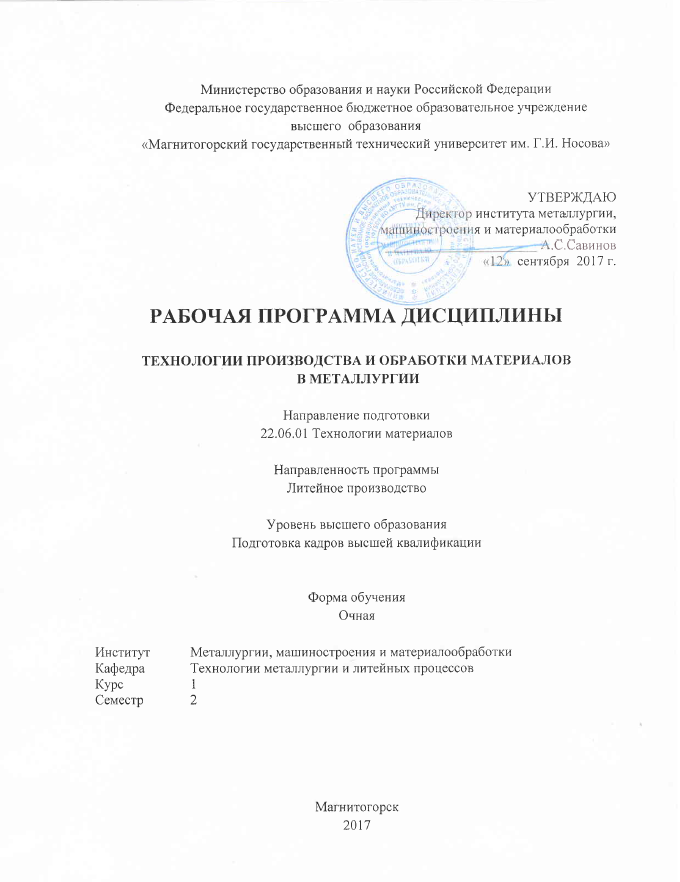 Министерство образования и науки Российской Федерации
Федеральное государственное бюджетное образовательное учреждение
высшего образования
«Магнитогорский государственный технический университет им. Г.И. Носова»
УТВЕРЖДАЮ
Директор института металлургии,
машиностроения и материалообработки
А.С.Савинов
«12» сентября 2017 г.
РАБОЧАЯ ПРОГРАММА ДИСЦИПЛИНЫ
ТЕХНОЛОГИИ ПРОИЗВОДСТВА И ОБРАБОТКИ МАТЕРИАЛОВ
В МЕТАЛЛУРГИИ
Направление подготовки
22.06.01 Технологии материалов
Направленность программы
Литейное производство
Уровень высшего образования
Подготовка кадров высшей квалификации
Форма обучения
Очная
Институт Металлургии, машиностроения и материалообработки
Кафедра Технологии металлургии и литейных процессов
Курс 1
Семестр 2
Магнитогорск
2017